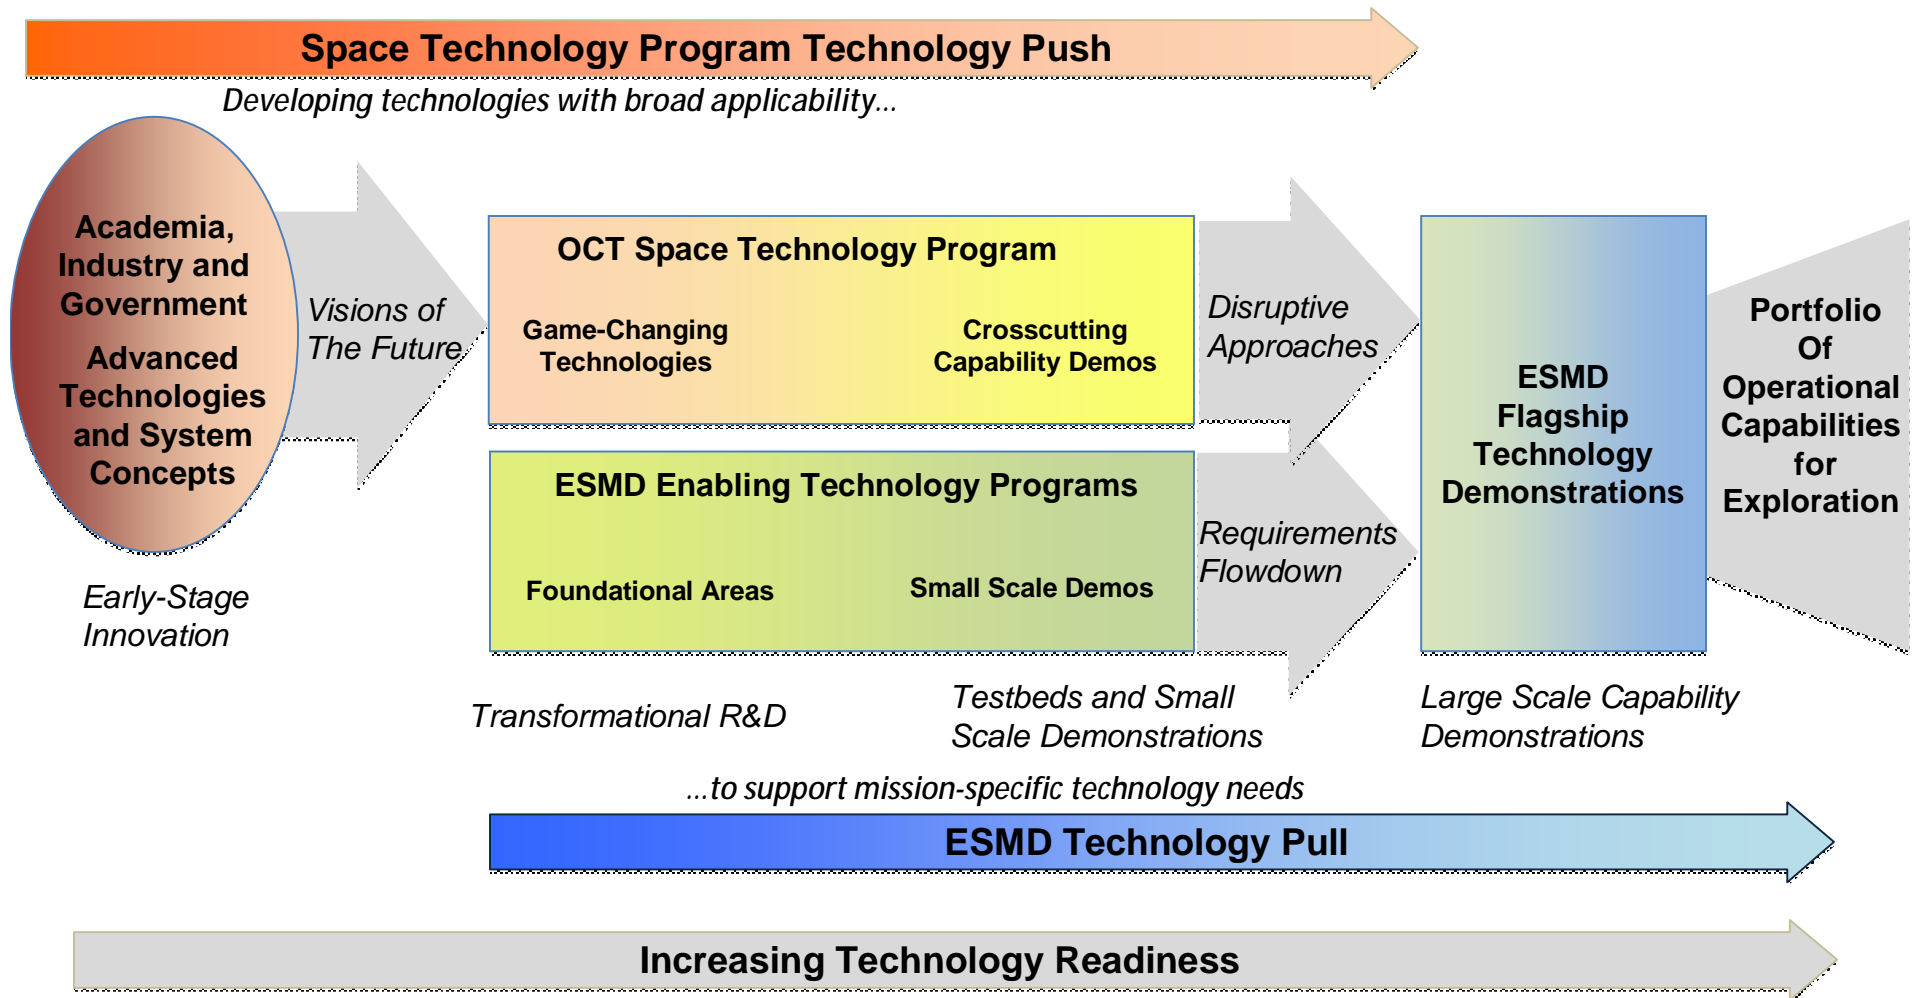 Space Technology Program Technology Push
Developing technologies with broad applicability...
Academia,
Industry and
Government
Advanced
Technologies
and System
Concepts
Early-Stage
Innovation
Visions of
The Future
OCT Space Technology Program
Game-Changing
Technologies
Crosscutting
Capability Demos
ESMD Enabling Technology Programs
Foundational Areas
Small Scale Demos
Disruptive
Approaches
Requirements
Flowdown
ESMD
Flagship
Technology
Demonstrations
Portfolio
Of
Operational
Capabilities
for
Exploration
Transformational R&D
Testbeds and Small
Scale Demonstrations
Large Scale Capability
Demonstrations
...to support mission-specific technology needs
ESMD Technology Pull
Increasing Technology Readiness